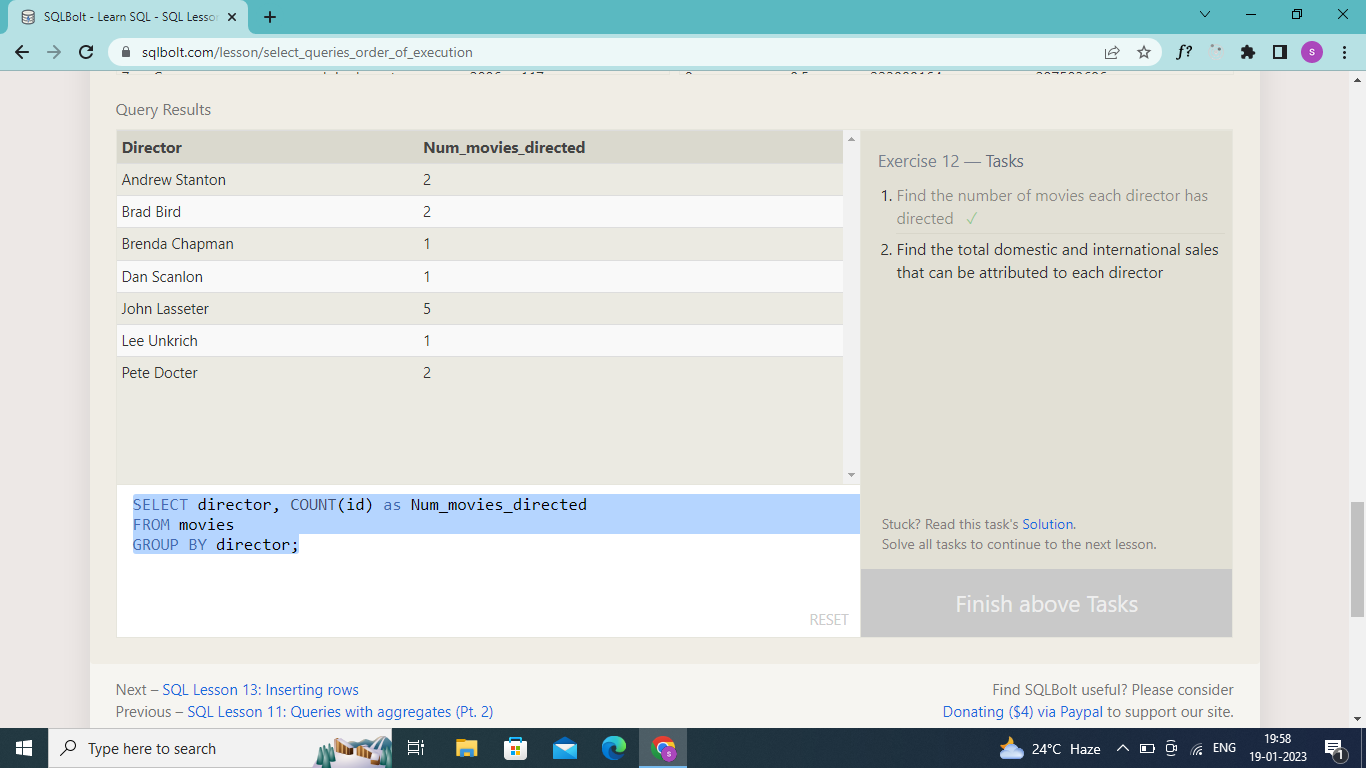 SQLBolt - Learn SQL - SQL Lesso
sqlbolt.com/lesson/select_queries_order_of_execution
f?
s
Query Results
Director Num_movies_directed
Andrew Stanton 2
Brad Bird 2
Brenda Chapman 1
Dan Scanlon 1
John Lasseter 5
Lee Unkrich 1
Pete Docter 2
SELECT director, COUNT(id) as Num_movies_directed
FROM movies
GROUP BY director;
RESET
Exercise 12 — Tasks
1. Find the number of movies each director has
directed ✓
2. Find the total domestic and international sales
that can be attributed to each director
Stuck? Read this task's Solution.
Solve all tasks to continue to the next lesson.
Finish above Tasks
Next – SQL Lesson 13: Inserting rows
Previous – SQL Lesson 11: Queries with aggregates (Pt. 2)
Find SQLBolt useful? Please consider
Donating ($4) via Paypal to support our site.
Type here to search
s
24°C Haze
ENG
19:58
19-01-2023
1